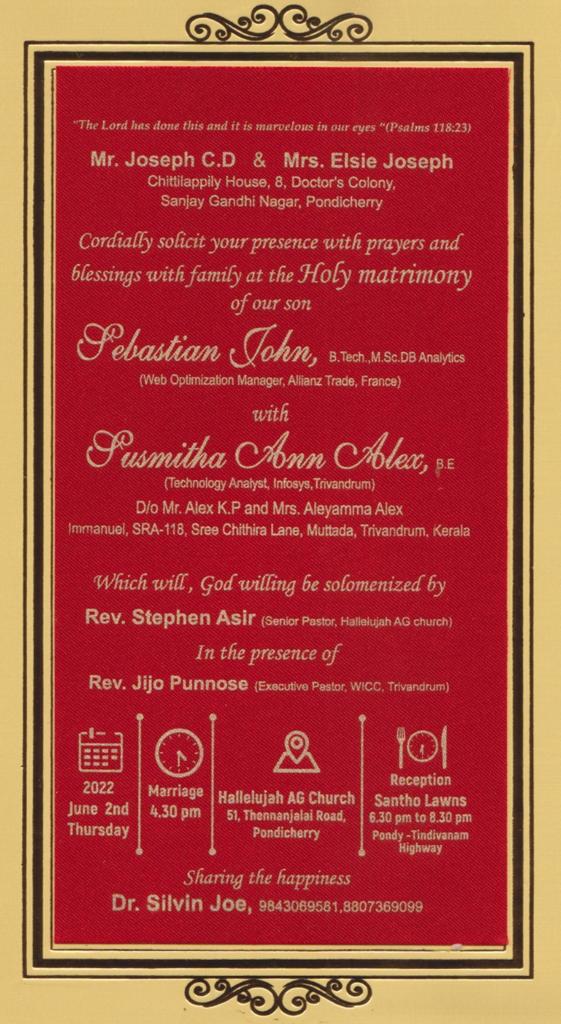 "The Lord has done this and it is marvelous in our eyes "(Psalms 118:23)
Mr. Joseph C.D & Mrs. Elsie Joseph
Chittilappily House, 8, Doctor's Colony,
Sanjay Gandhi Nagar, Pondicherry
Cordially solicit your presence with prayers and
blessings with family at the Holy matrimony
of our son
Sebastian John, B.Tech.,M.Sc.DB Analytics
(Web Optimization Manager, Allianz Trade, France)
with
Susmitha Ann Alex, B.E
(Technology Analyst, Infosys,Trivandrum)
D/o Mr. Alex K.P and Mrs. Aleyamma Alex
Immanuel, SRA-118, Sree Chithira Lane, Muttada, Trivandrum, Kerala
Which will, God willing be solomenized by
Rev. Stephen Asir (Senior Pastor, Hallelujah AG church)
In the presence of
Rev. Jijo Punnose (Executive Pastor, WICC, Trivandrum)
2022
June 2nd
Thursday
Marriage
4.30 pm
Hallelujah AG Church
51, Thennanjalai Road,
Pondicherry
Reception
Santho Lawns
6.30 pm to 8.30 pm
Pondy -Tindivanam
Highway
Sharing the happiness
Dr. Silvin Joe, 9843069581,8807369099